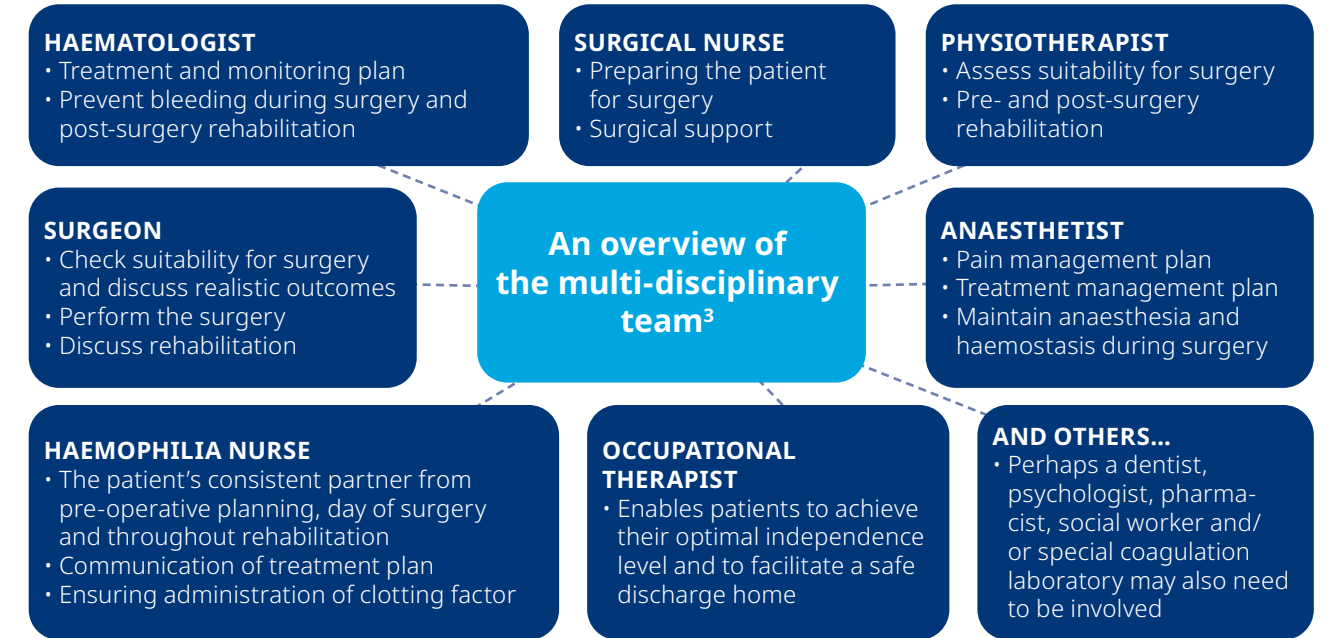 HAEMATOLOGIST
• Treatment and monitoring plan
• Prevent bleeding during surgery and
post-surgery rehabilitation
SURGICAL NURSE
• Preparing the patient
for surgery
• Surgical support
PHYSIOTHERAPIST
• Assess suitability for surgery
• Pre- and post-surgery
rehabilitation
SURGEON
• Check suitability for surgery
and discuss realistic outcomes
• Perform the surgery
• Discuss rehabilitation
An overview of
the multi-disciplinary
team³
ANAESTHETIST
• Pain management plan
• Treatment management plan
• Maintain anaesthesia and
haemostasis during surgery
HAEMOPHILIA NURSE
• The patient’s consistent partner from
pre-operative planning, day of surgery
and throughout rehabilitation
• Communication of treatment plan
• Ensuring administration of clotting factor
OCCUPATIONAL
THERAPIST
• Enables patients to achieve
their optimal independence
level and to facilitate a safe
discharge home
AND OTHERS…
• Perhaps a dentist,
psychologist, pharma-
cist, social worker and/
or special coagulation
laboratory may also need
to be involved